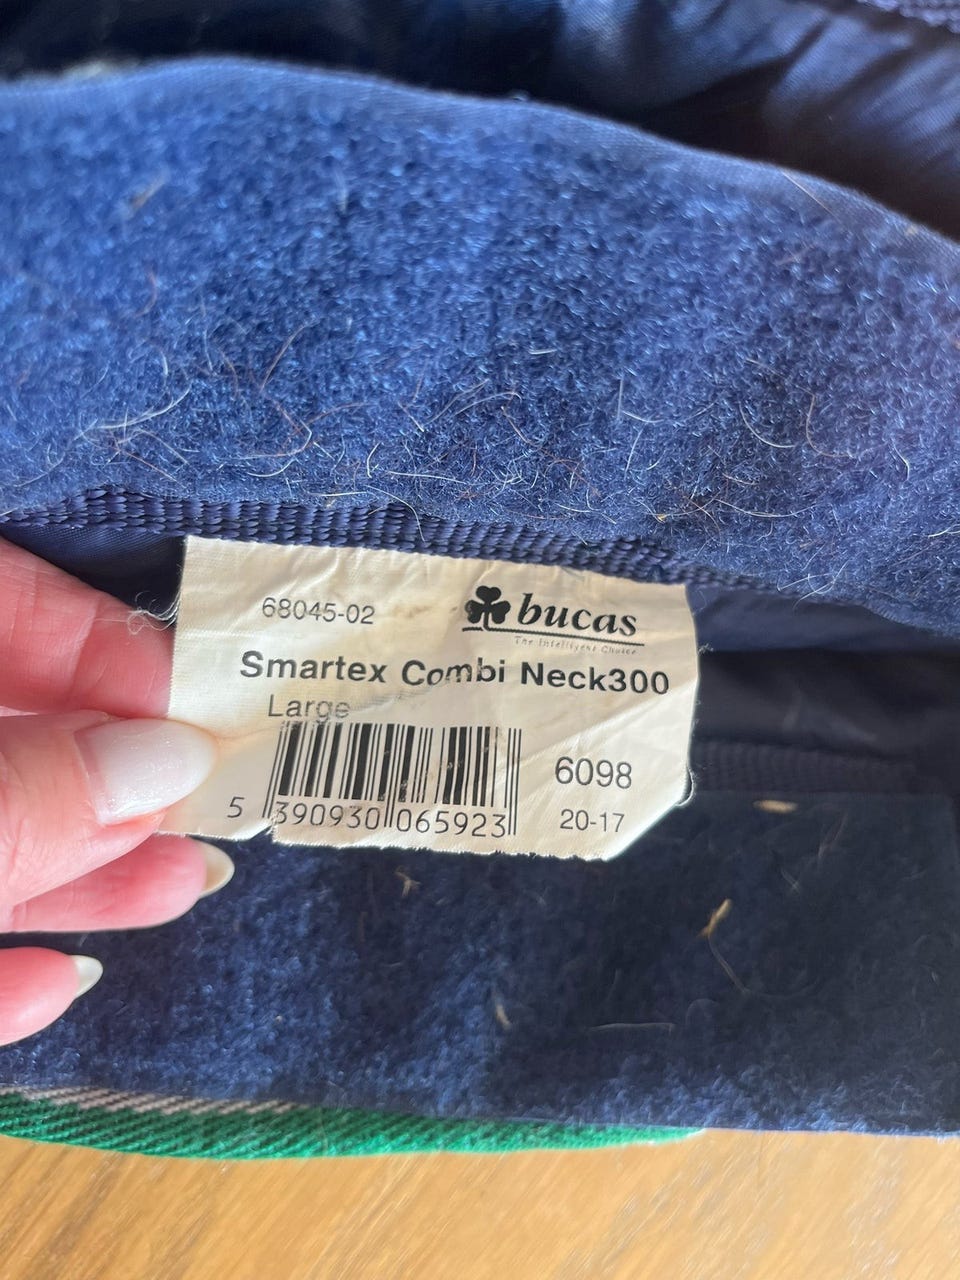 68045-02
bucas
The Intelligent Choice
Smartex Combi Neck300
Large
6098
5 390930 065923
20-17